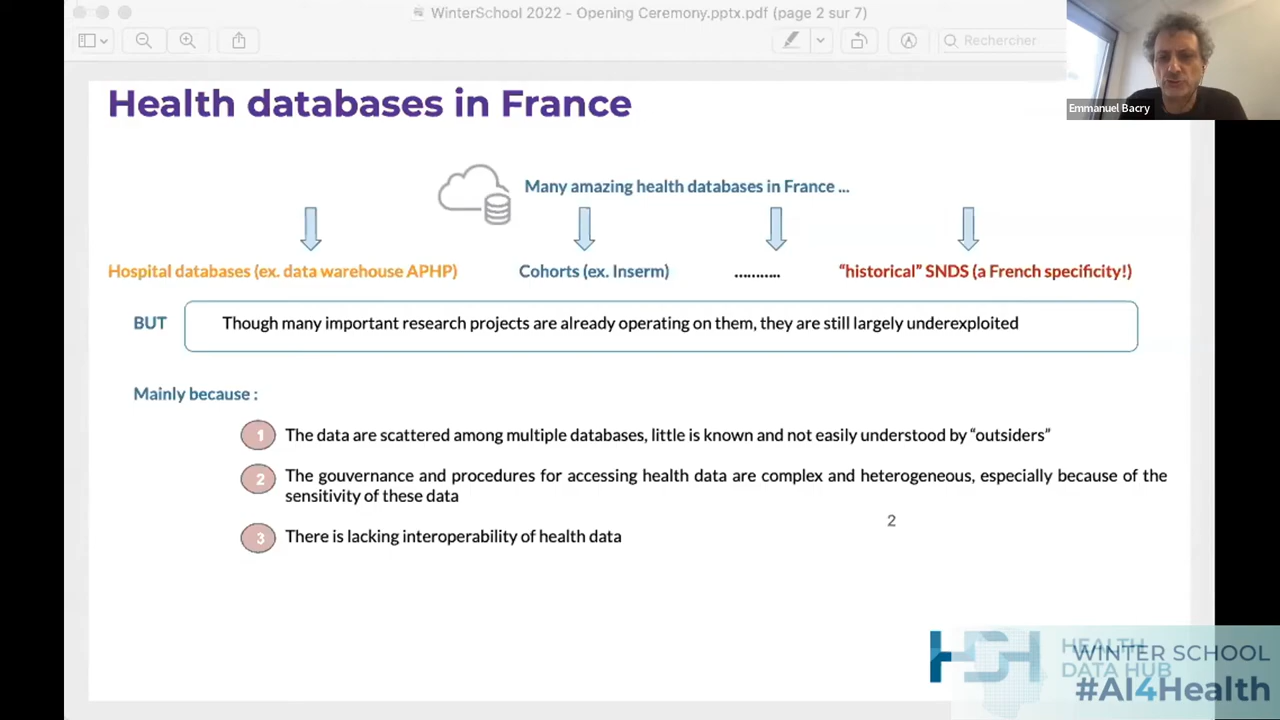 WinterSchool 2022 - Opening Ceremony.pptx.pdf (page 2 sur 7)
Rechercher
Emmanuel Bacry
Health databases in France
Many amazing health databases in France ...
Hospital databases (ex. data warehouse APHP)
Cohorts (ex. Inserm)
...........
“historical” SNDS (a French specificity!)
BUT
Though many important research projects are already operating on them, they are still largely underexploited
Mainly because :
1
The data are scattered among multiple databases, little is known and not easily understood by “outsiders”
2
The gouvernance and procedures for accessing health data are complex and heterogeneous, especially because of the
sensitivity of these data
2
3
There is lacking interoperability of health data
HDH
HEALTH
DATA HUB
WINTER SCHOOL
#AI4Health